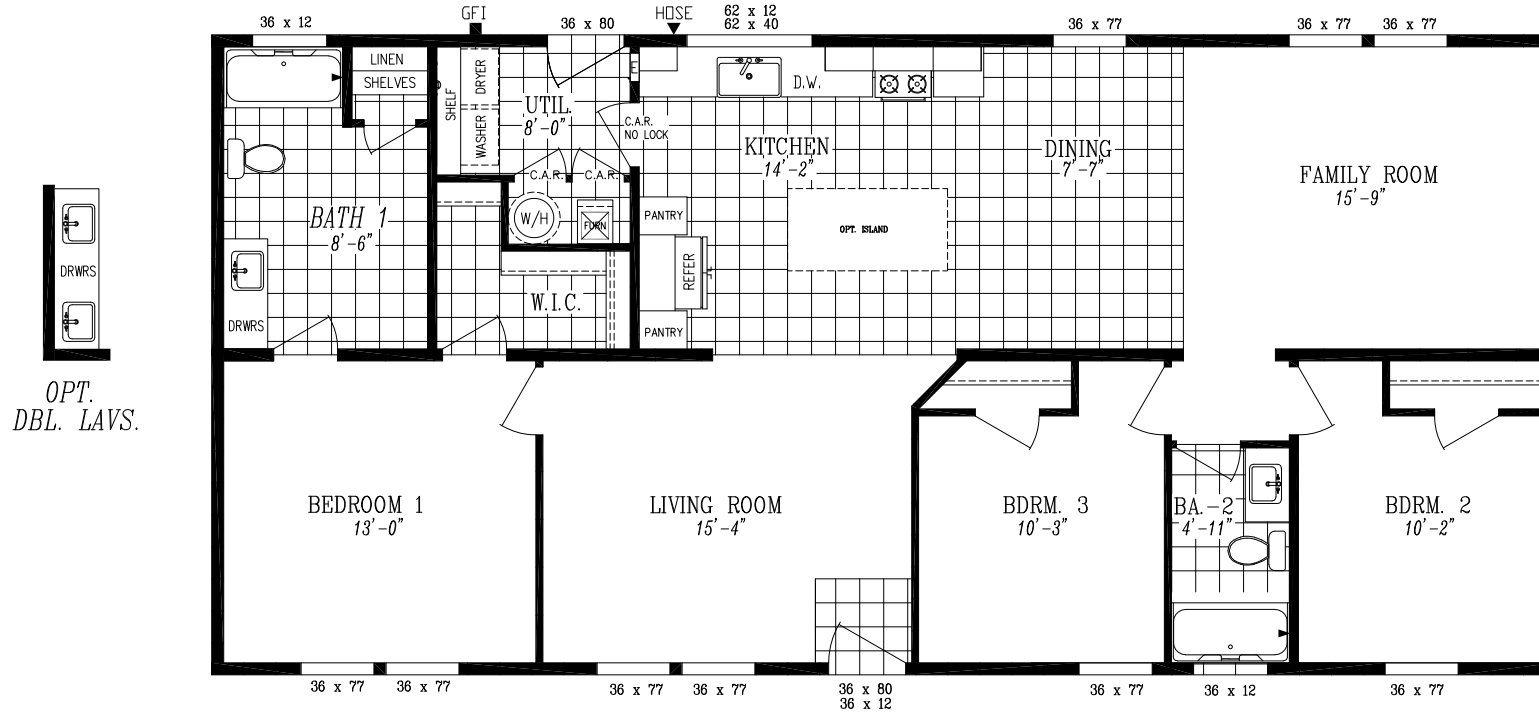 36 x 12
GFI
36 x 80
HOSE
62 x 12
62 x 40
36 x 77
36 x 77
36 x 77
LINEN
SHELVES
SHELF
DRYER
WASHER
UTIL.
8'-0"
E
C.A.R.
NO LOCK
C.A.R.
C.A.R.
W/H
FURN
D.W.
KITCHEN
14'-2"
DINING
7'-7"
FAMILY ROOM
15'-9"
BATH 1
8'-6"
DRWRS
PANTRY
REFER
PANTRY
OPT. ISLAND
W.I.C.
DRWRS
OPT.
DBL. LAVS.
BEDROOM 1
13'-0"
LIVING ROOM
15'-4"
BDRM. 3
10'-3"
BA.-2
4'-11"
BDRM. 2
10'-2"
36 x 77
36 x 77
36 x 77
36 x 77
36 x 80
36 x 12
36 x 77
36 x 12
36 x 77